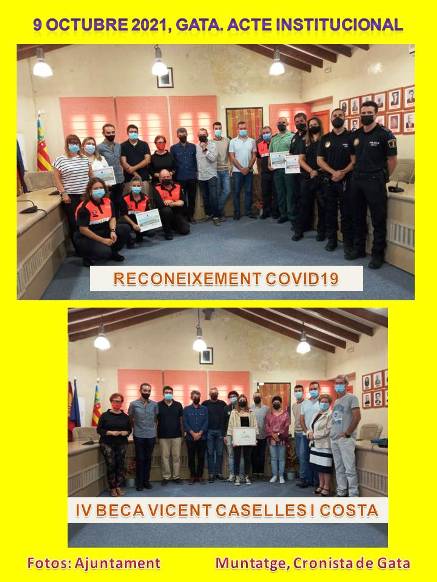 9 OCTUBRE 2021, GATA. ACTE INSTITUCIONAL
RECONEIXEMENT COVID19
IV BECA VICENT CASELLES I COSTA
Fotos: Ajuntament Muntatge, Cronista de Gata